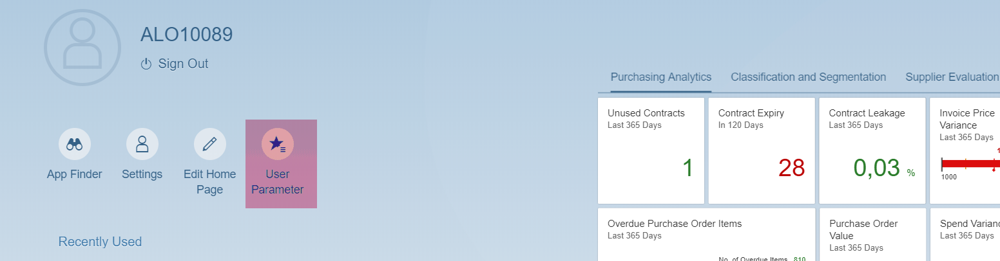 ALO10089
Sign Out
App Finder
Settings
Edit Home
Page
User
Parameter
Recently Used
Purchasing Analytics
Classification and Segmentation
Supplier Evaluation
Unused Contracts
Last 365 Days
1
Contract Expiry
In 120 Days
28
Contract Leakage
Last 365 Days
0,03 %
Invoice Price
Variance
Last 365 Days
1
1000
Overdue Purchase Order Items
Last 365 Days
No. of Overdue Items 810
Purchase Order
Value
Last 365 Days
Spend Varianc
Last 365 Days